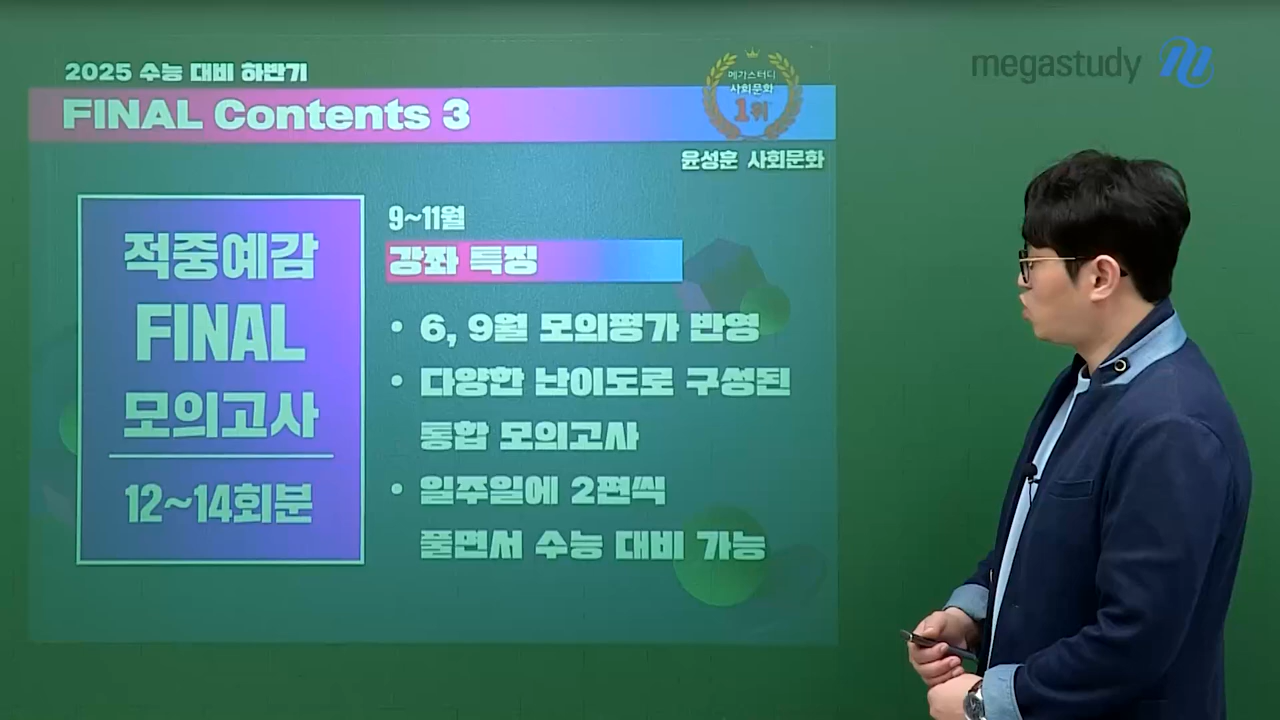 2025 수능 대비 하반기
FINAL Contents 3
메가스터디
사회문화
1위
윤성훈 사회문화
megastudy
적중예감
FINAL
모의고사
12~14회분
9~11월
강좌 특징
• 6, 9월 모의평가 반영
• 다양한 난이도로 구성된
통합 모의고사
• 일주일에 2편씩
풀면서 수능 대비 가능